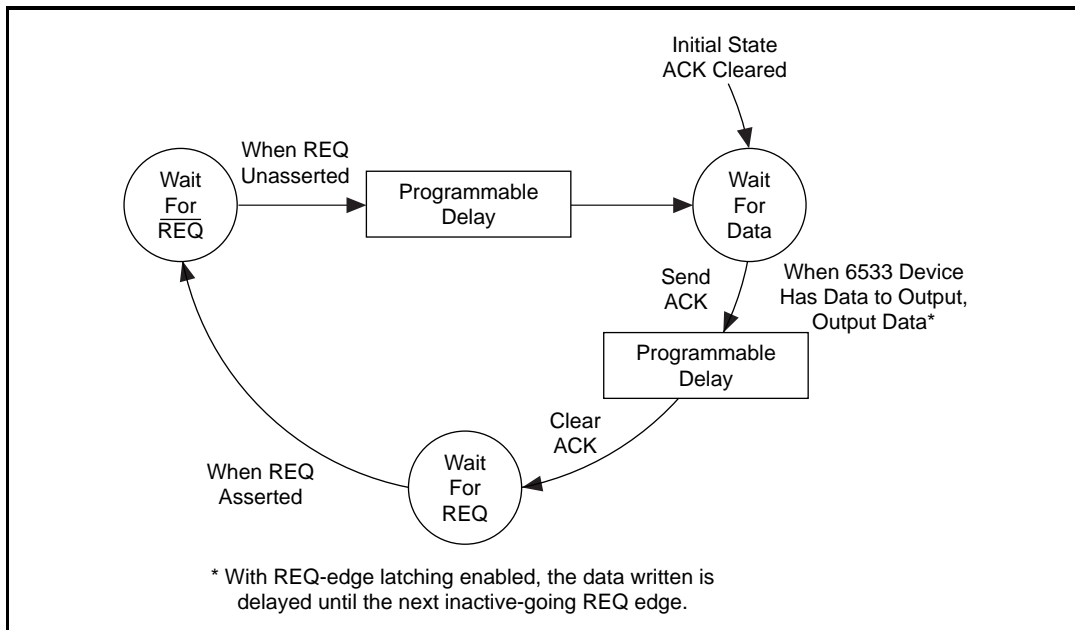 Initial State
ACK Cleared
When REQ
Unasserted
Wait
For
REQ
Programmable
Delay
Wait
For
Data
Send
ACK
When 6533 Device
Has Data to Output,
Output Data*
Programmable
Delay
Clear
ACK
Wait
For
REQ
When REQ
Asserted
* With REQ-edge latching enabled, the data written is
delayed until the next inactive-going REQ edge.